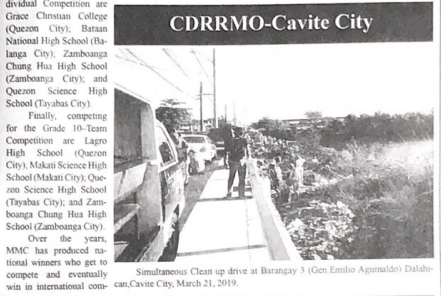 dividual Competition are
Grace Christian College
(Quezon City); Bataan
National High School (Ba-
langa City); Zamboanga
Chung Hua High School
(Zamboanga City); and
Quezon Science High
School (Tayabas City).
Finally, competing
for the Grade 10–Team
Competition are Lagro
High School (Quezon
City), Makati Science High
School (Makati City); Que-
zon Science High School
(Tayabas City); and Zam-
boanga Chung Hua High
School (Zamboanga City).
Over the years,
MMC has produced na-
tional winners who get to
compete and eventually
win in international com-
CDRRMO-Cavite City
Simultaneous Clean up drive at Barangay 3 (Gen.Emilio Aguinaldo) Dalahi-
can,Cavite City, March 21, 2019.